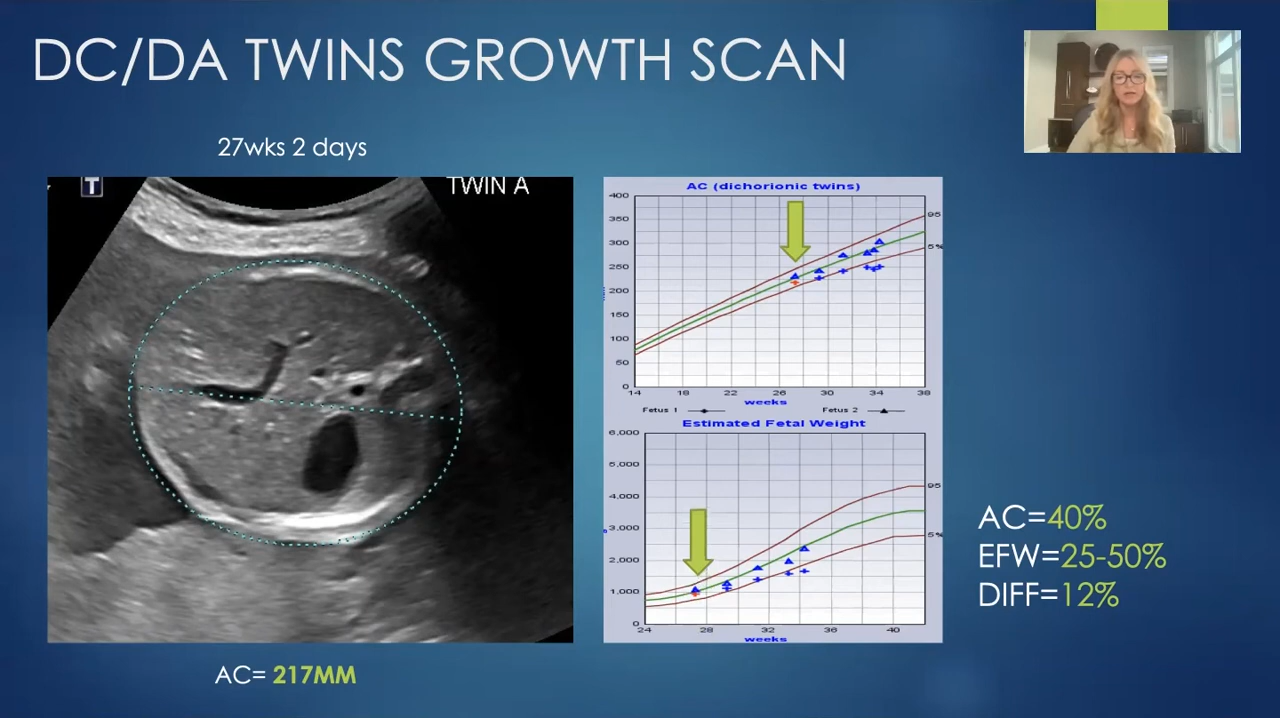 DC/DA TWINS GROWTH SCAN
27wks 2 days
T
TWIN A
AC= 217MM
AC (dichorionic twins)
400
350
300
250
200
150
100
50
0
14 18 22 26 30 34 38
95
5%
weeks
Fetus 1 Fetus 2
Estimated Fetal Weight
6,000
5,000
4,000
3,000
2,000
1,000
0
24 28 32 36 40
95
5%
weeks
AC=40%
EFW=25-50%
DIFF=12%